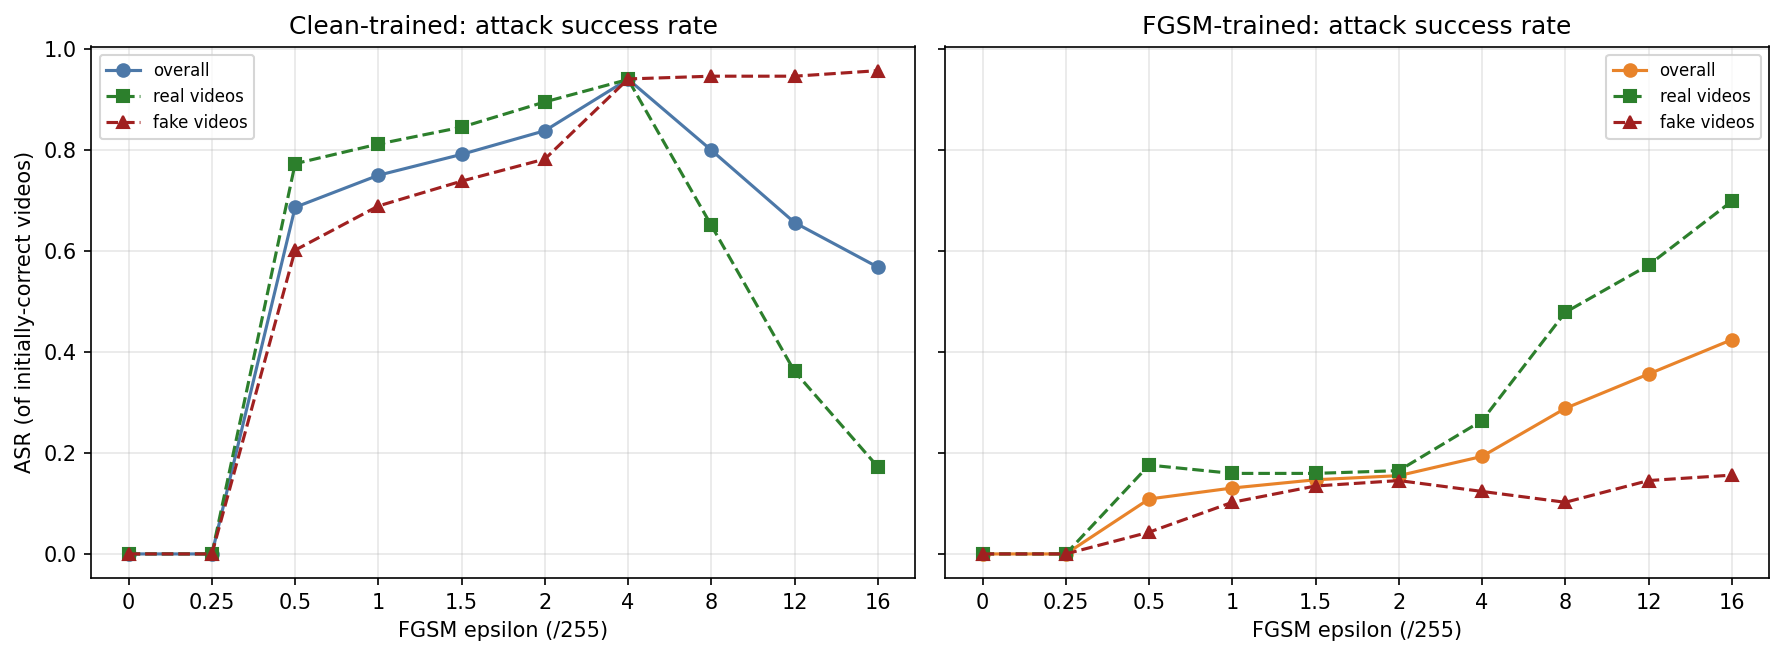 Clean-trained: attack success rate
overall
real videos
fake videos
ASR (of initially-correct videos)
1.0
0.8
0.6
0.4
0.2
0.0
0 0.25 0.5 1 1.5 2 4 8 12 16
FGSM epsilon (/255)
FGSM-trained: attack success rate
overall
real videos
fake videos
0 0.25 0.5 1 1.5 2 4 8 12 16
FGSM epsilon (/255)